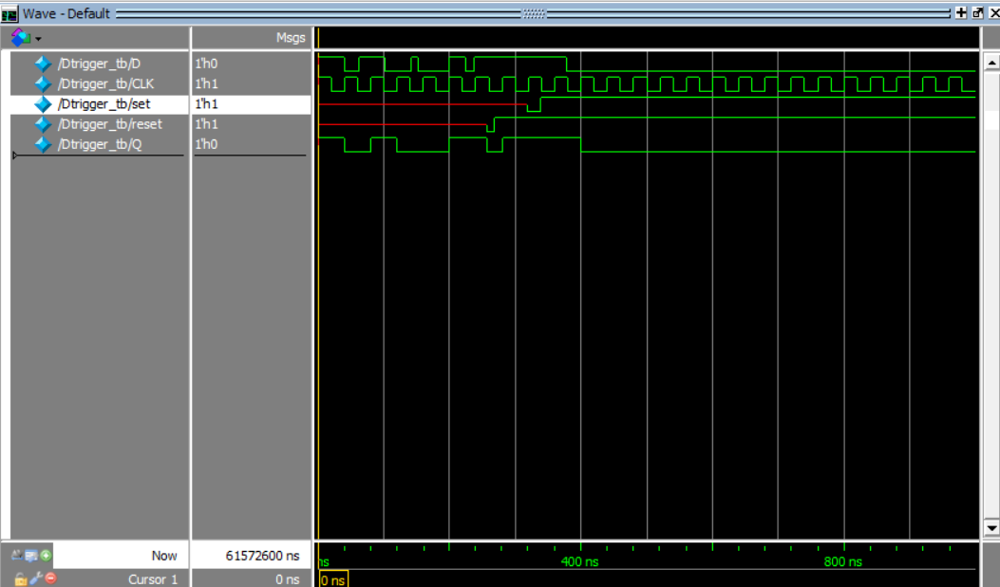 Wave - Default
Msgs
/Dtrigger_tb/D 1'h0
/Dtrigger_tb/CLK 1'h1
/Dtrigger_tb/set 1'h1
/Dtrigger_tb/reset 1'h1
/Dtrigger_tb/Q 1'h0
Now 61572600 ns ns 400 ns 800 ns
Cursor 1 0 ns 0 ns